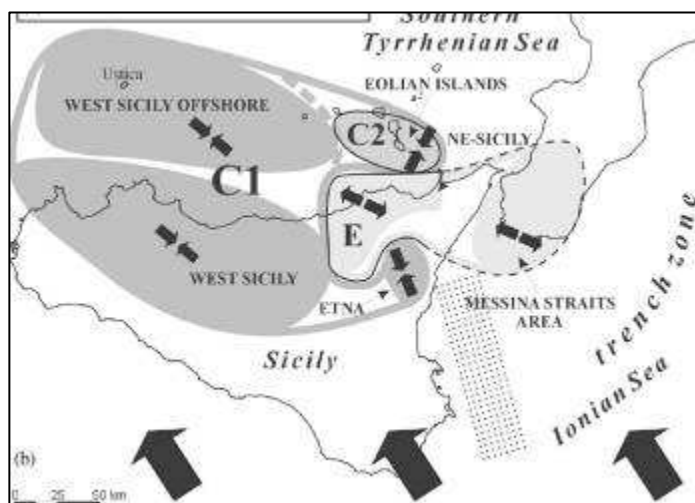 Southern
Tyrrhenian Sea
Ustica
EOLIAN ISLANDS
WEST SICILY OFFSHORE
C2
NE-SICILY
C1
E
WEST SICILY
ETNA
MESSINA STRAITS
AREA
Sicily
trench zone
Ionian Sea
(b)
0 25 50 km